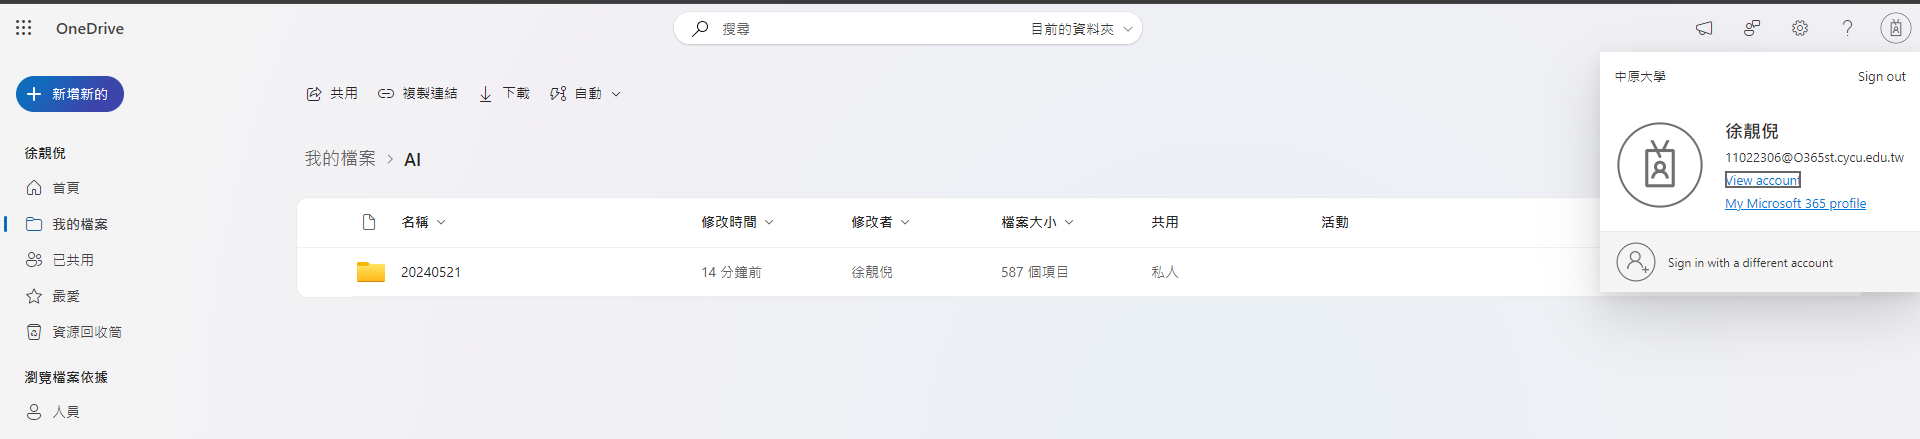 OneDrive
搜尋
目前的資料夾
新增新的
共用
複製連結
下載
自動
我的檔案 > AI
徐靚倪
首頁
我的檔案
已共用
最愛
資源回收筒
瀏覽檔案依據
人員
名稱 修改時間 修改者 檔案大小 共用 活動
20240521 14 分鐘前 徐靚倪 587 個項目 私人
中原大學 Sign out
徐靚倪
11022306@O365st.cycu.edu.tw
View account
My Microsoft 365 profile
Sign in with a different account